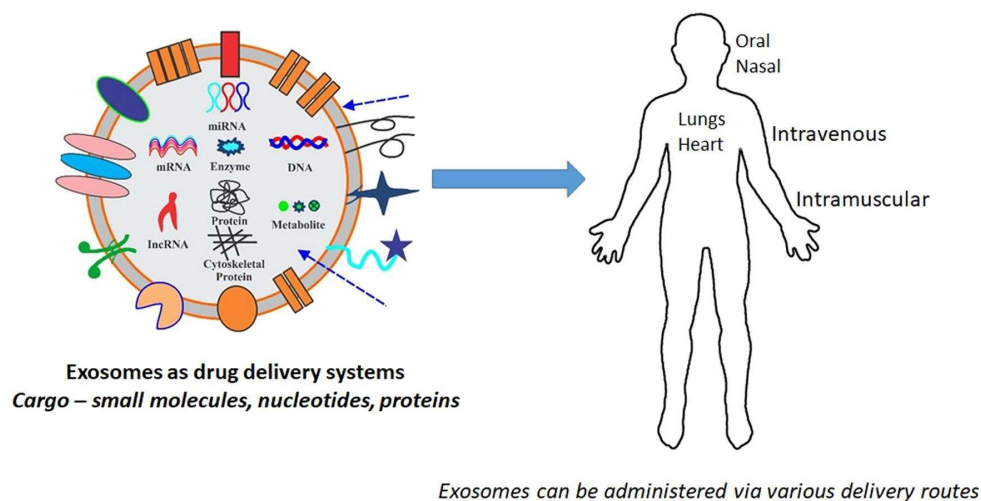 miRNA
mRNA
Enzyme
DNA
lncRNA
Protein
Metabolite
Cytoskeletal
Protein
Exosomes as drug delivery systems
Cargo – small molecules, nucleotides, proteins
Oral
Nasal
Lungs
Heart
Intravenous
Intramuscular
Exosomes can be administered via various delivery routes